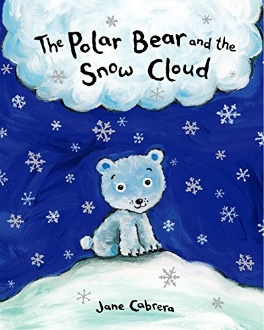 The Polar Bear and the
Snow Cloud
Jane Cabrera